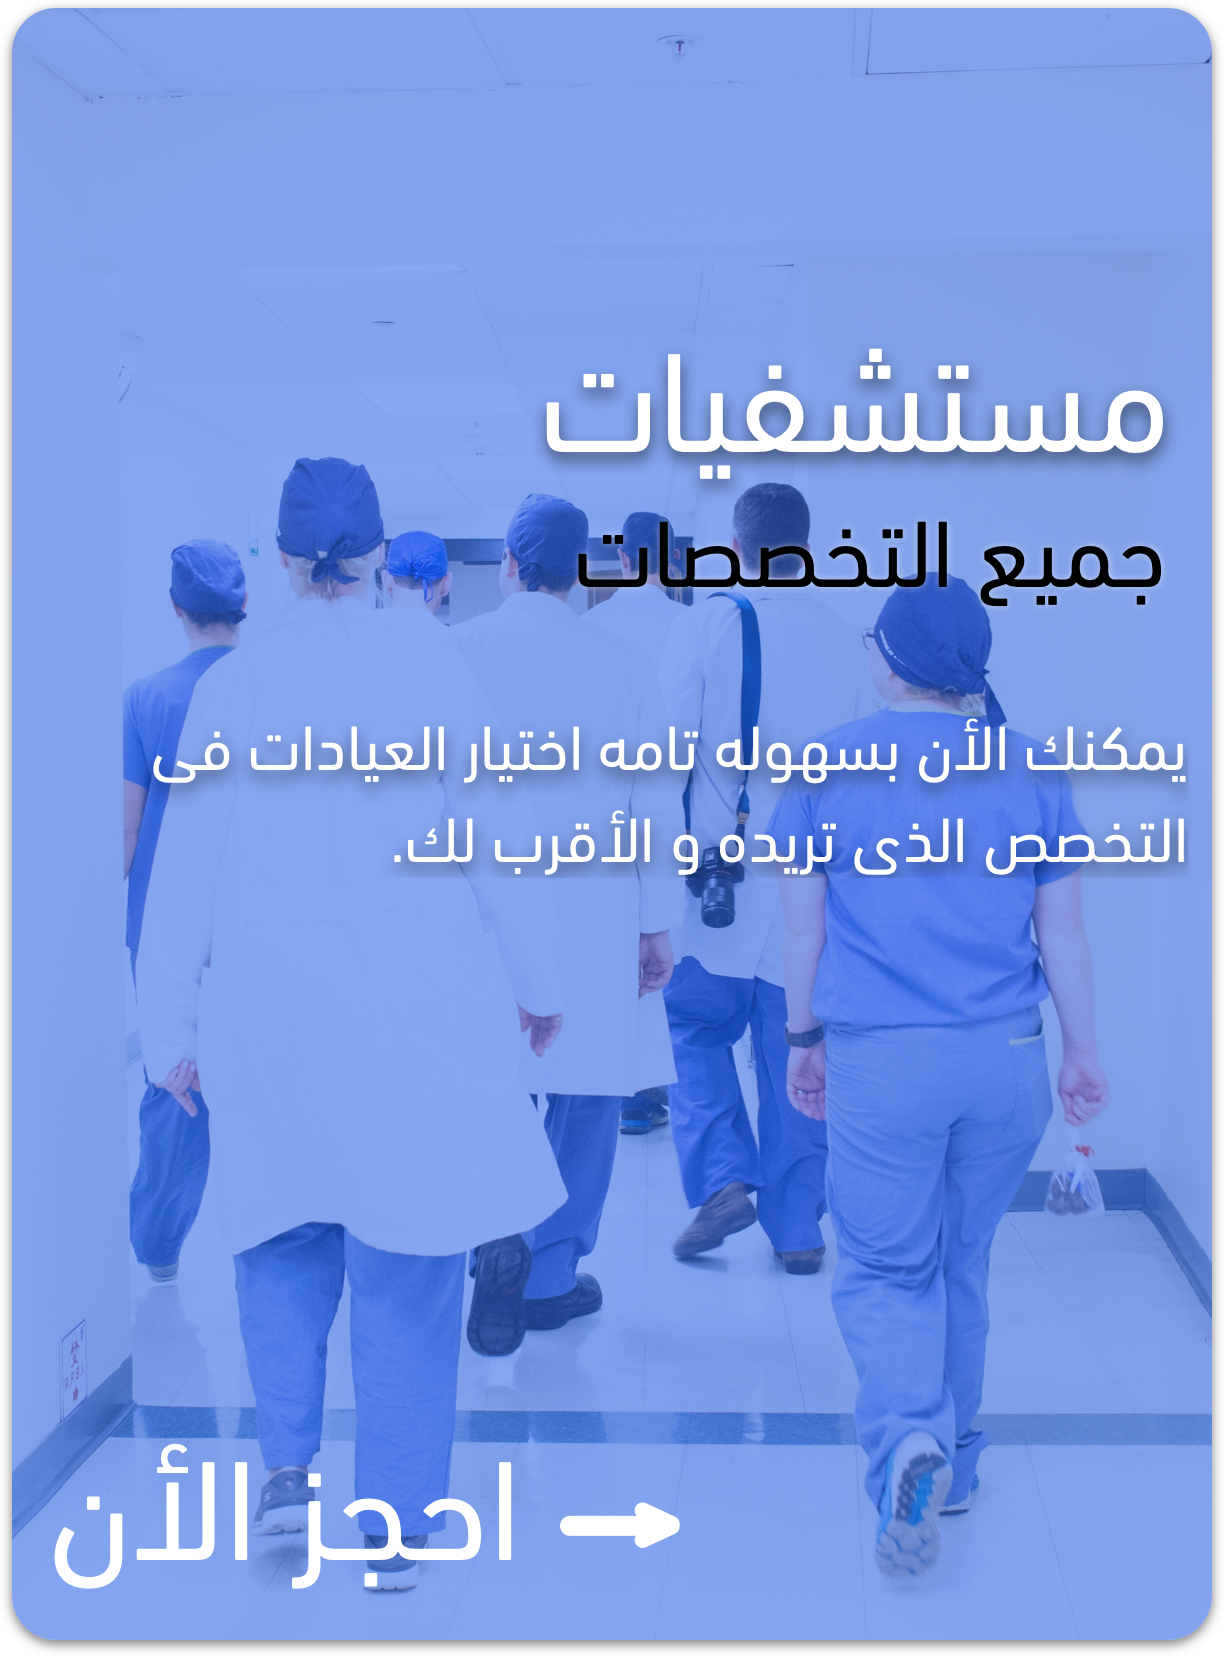 مستشفيات
جميع التخصصات
يمكنك الأن بسهوله تامه اختيار العيادات فى
التخصص الذى تريده و الأقرب لك.
R.P.B.I.
احجز الأن